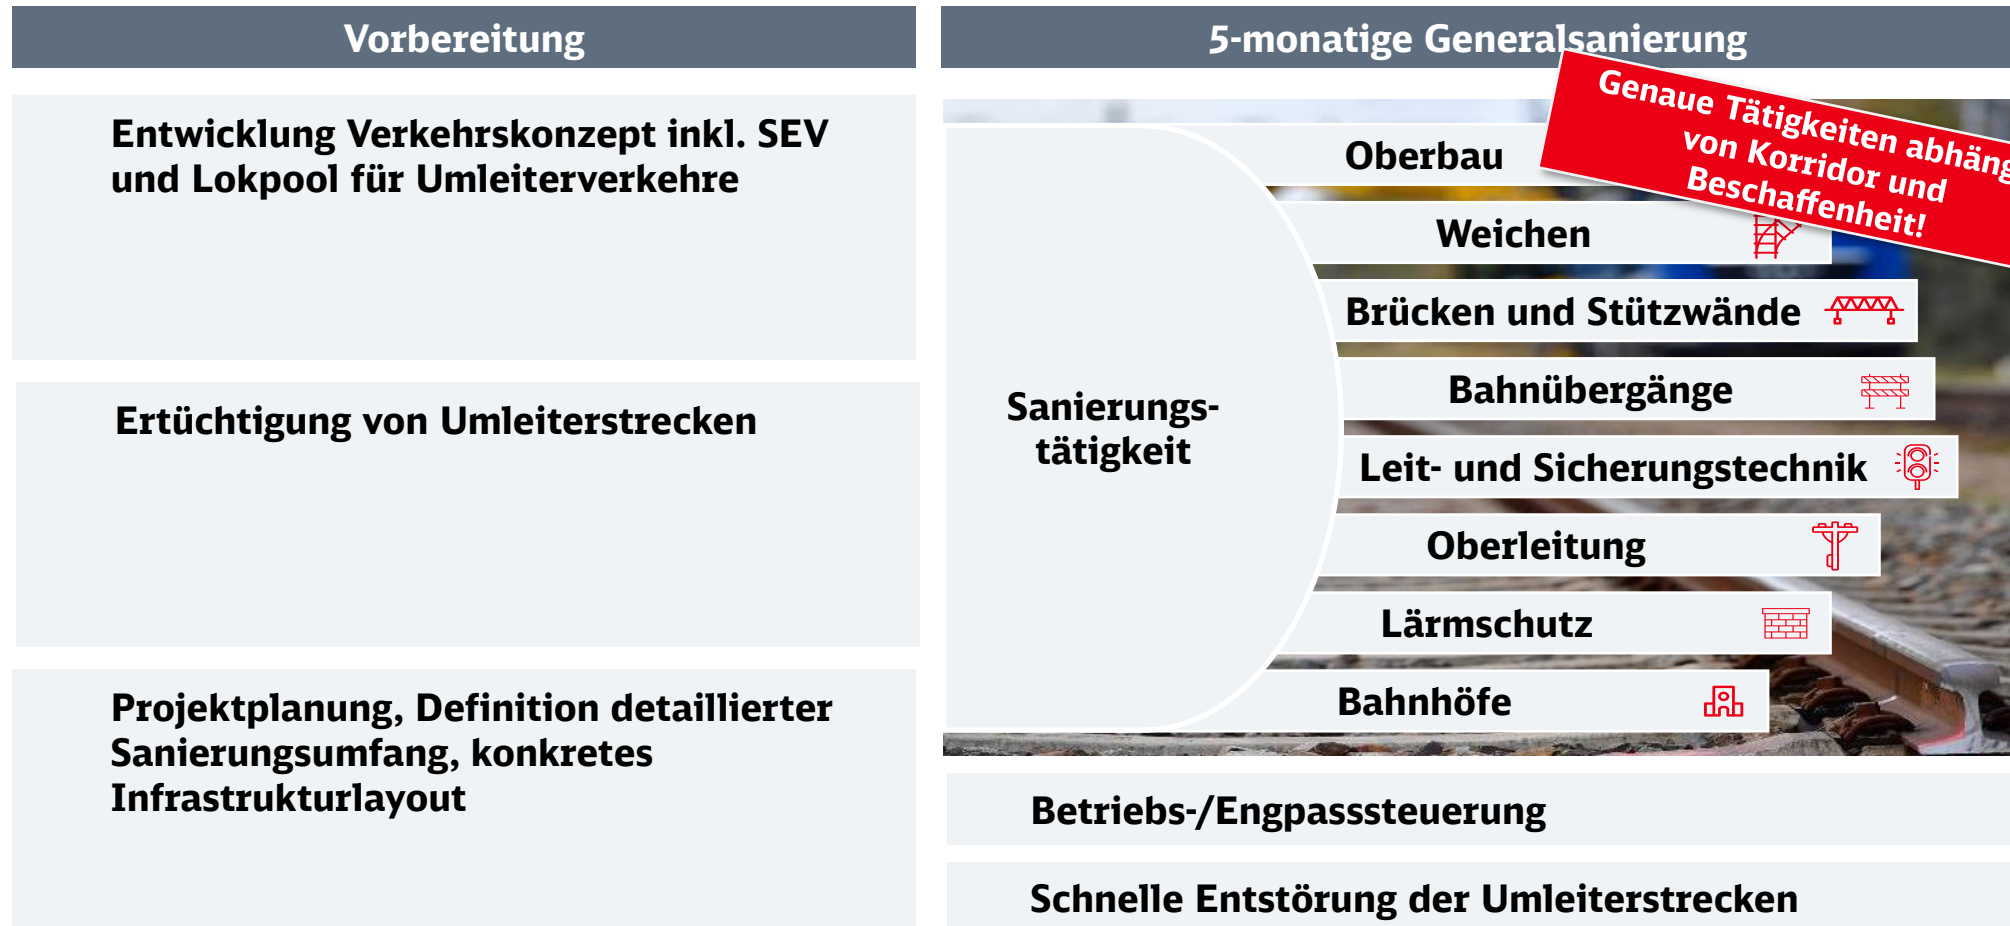 Vorbereitung
Entwicklung Verkehrskonzept inkl. SEV
und Lokpool für Umleiterverkehre
Ertüchtigung von Umleiterstrecken
Projektplanung, Definition detaillierter
Sanierungsumfang, konkretes
Infrastrukturlayout
5-monatige Generalsanierung
Genaue Tätigkeiten abhäng
von Korridor und
Beschaffenheit!
Sanierungs-
tätigkeit
Oberbau
Weichen
Brücken und Stützwände
Bahnübergänge
Leit- und Sicherungstechnik
Oberleitung
Lärmschutz
Bahnhöfe
Betriebs-/Engpasssteuerung
Schnelle Entstörung der Umleiterstrecken